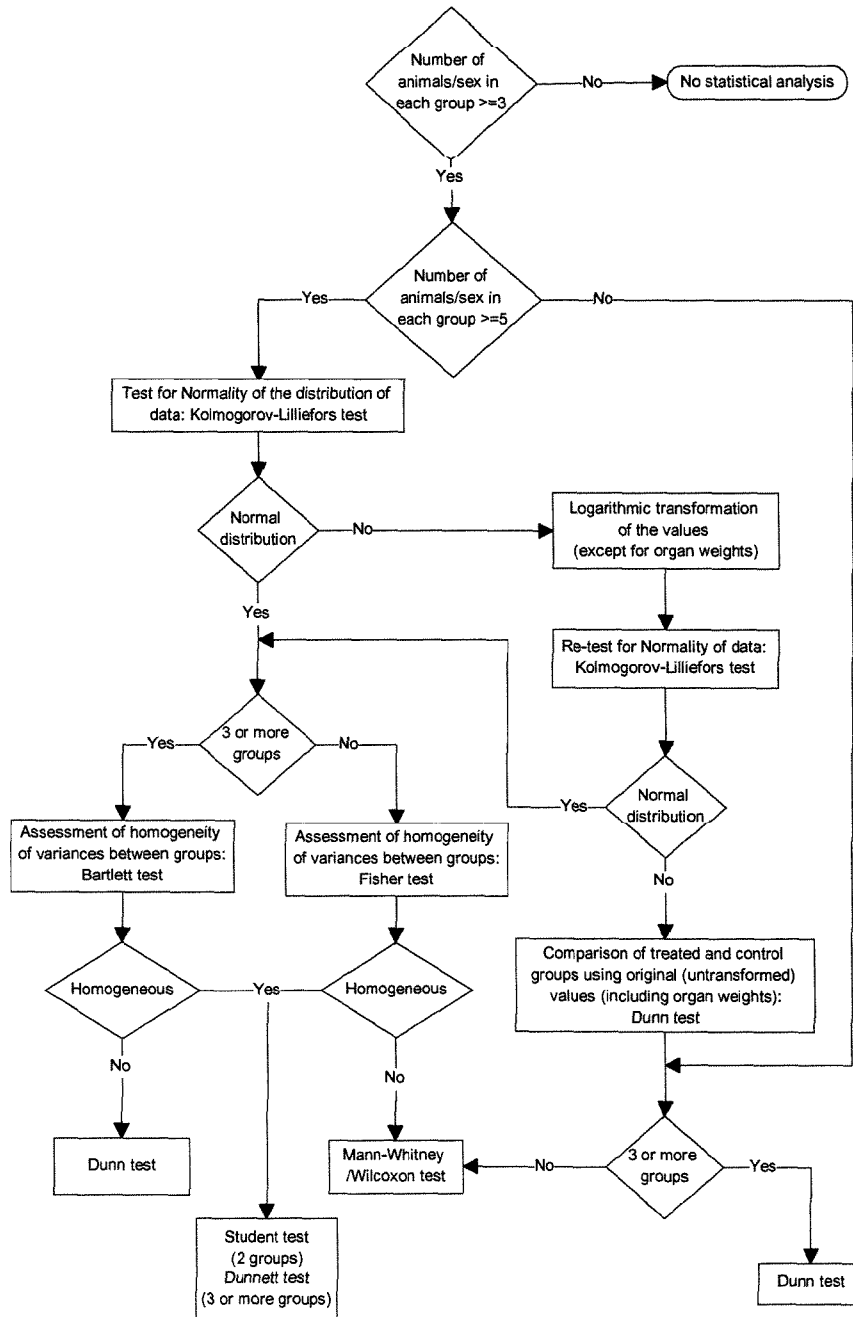 Number of
animals/sex in
each group >=3
No
No statistical analysis
Yes
Number of
animals/sex in
each group >=5
Yes
No
Test for Normality of the distribution of
data: Kolmogorov-Lilliefors test
Normal
distribution
No
Logarithmic transformation
of the values
(except for organ weights)
Yes
Re-test for Normality of data:
Kolmogorov-Lilliefors test
3 or more
groups
Yes
No
Normal
distribution
Yes
No
Assessment of homogeneity
of variances between groups:
Bartlett test
Assessment of homogeneity
of variances between groups:
Fisher test
Homogeneous
Yes
Homogeneous
No
No
Comparison of treated and control
groups using original (untransformed)
values (including organ weights):
Dunn test
Dunn test
Mann-Whitney
/Wilcoxon test
No
3 or more
groups
Yes
Student test
(2 groups)
Dunnett test
(3 or more groups)
Dunn test